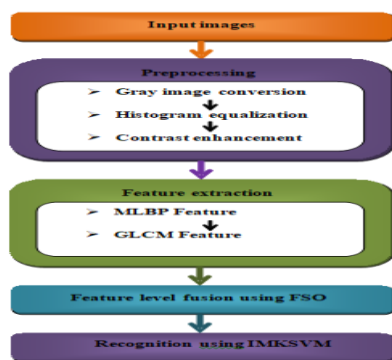 Input images
Preprocessing
➢ Gray image conversion
➢ Histogram equalization
➢ Contrast enhancement
Feature extraction
➢ MLBP Feature
➢ GLCM Feature
Feature level fusion using FSO
Recognition using IMKSVM